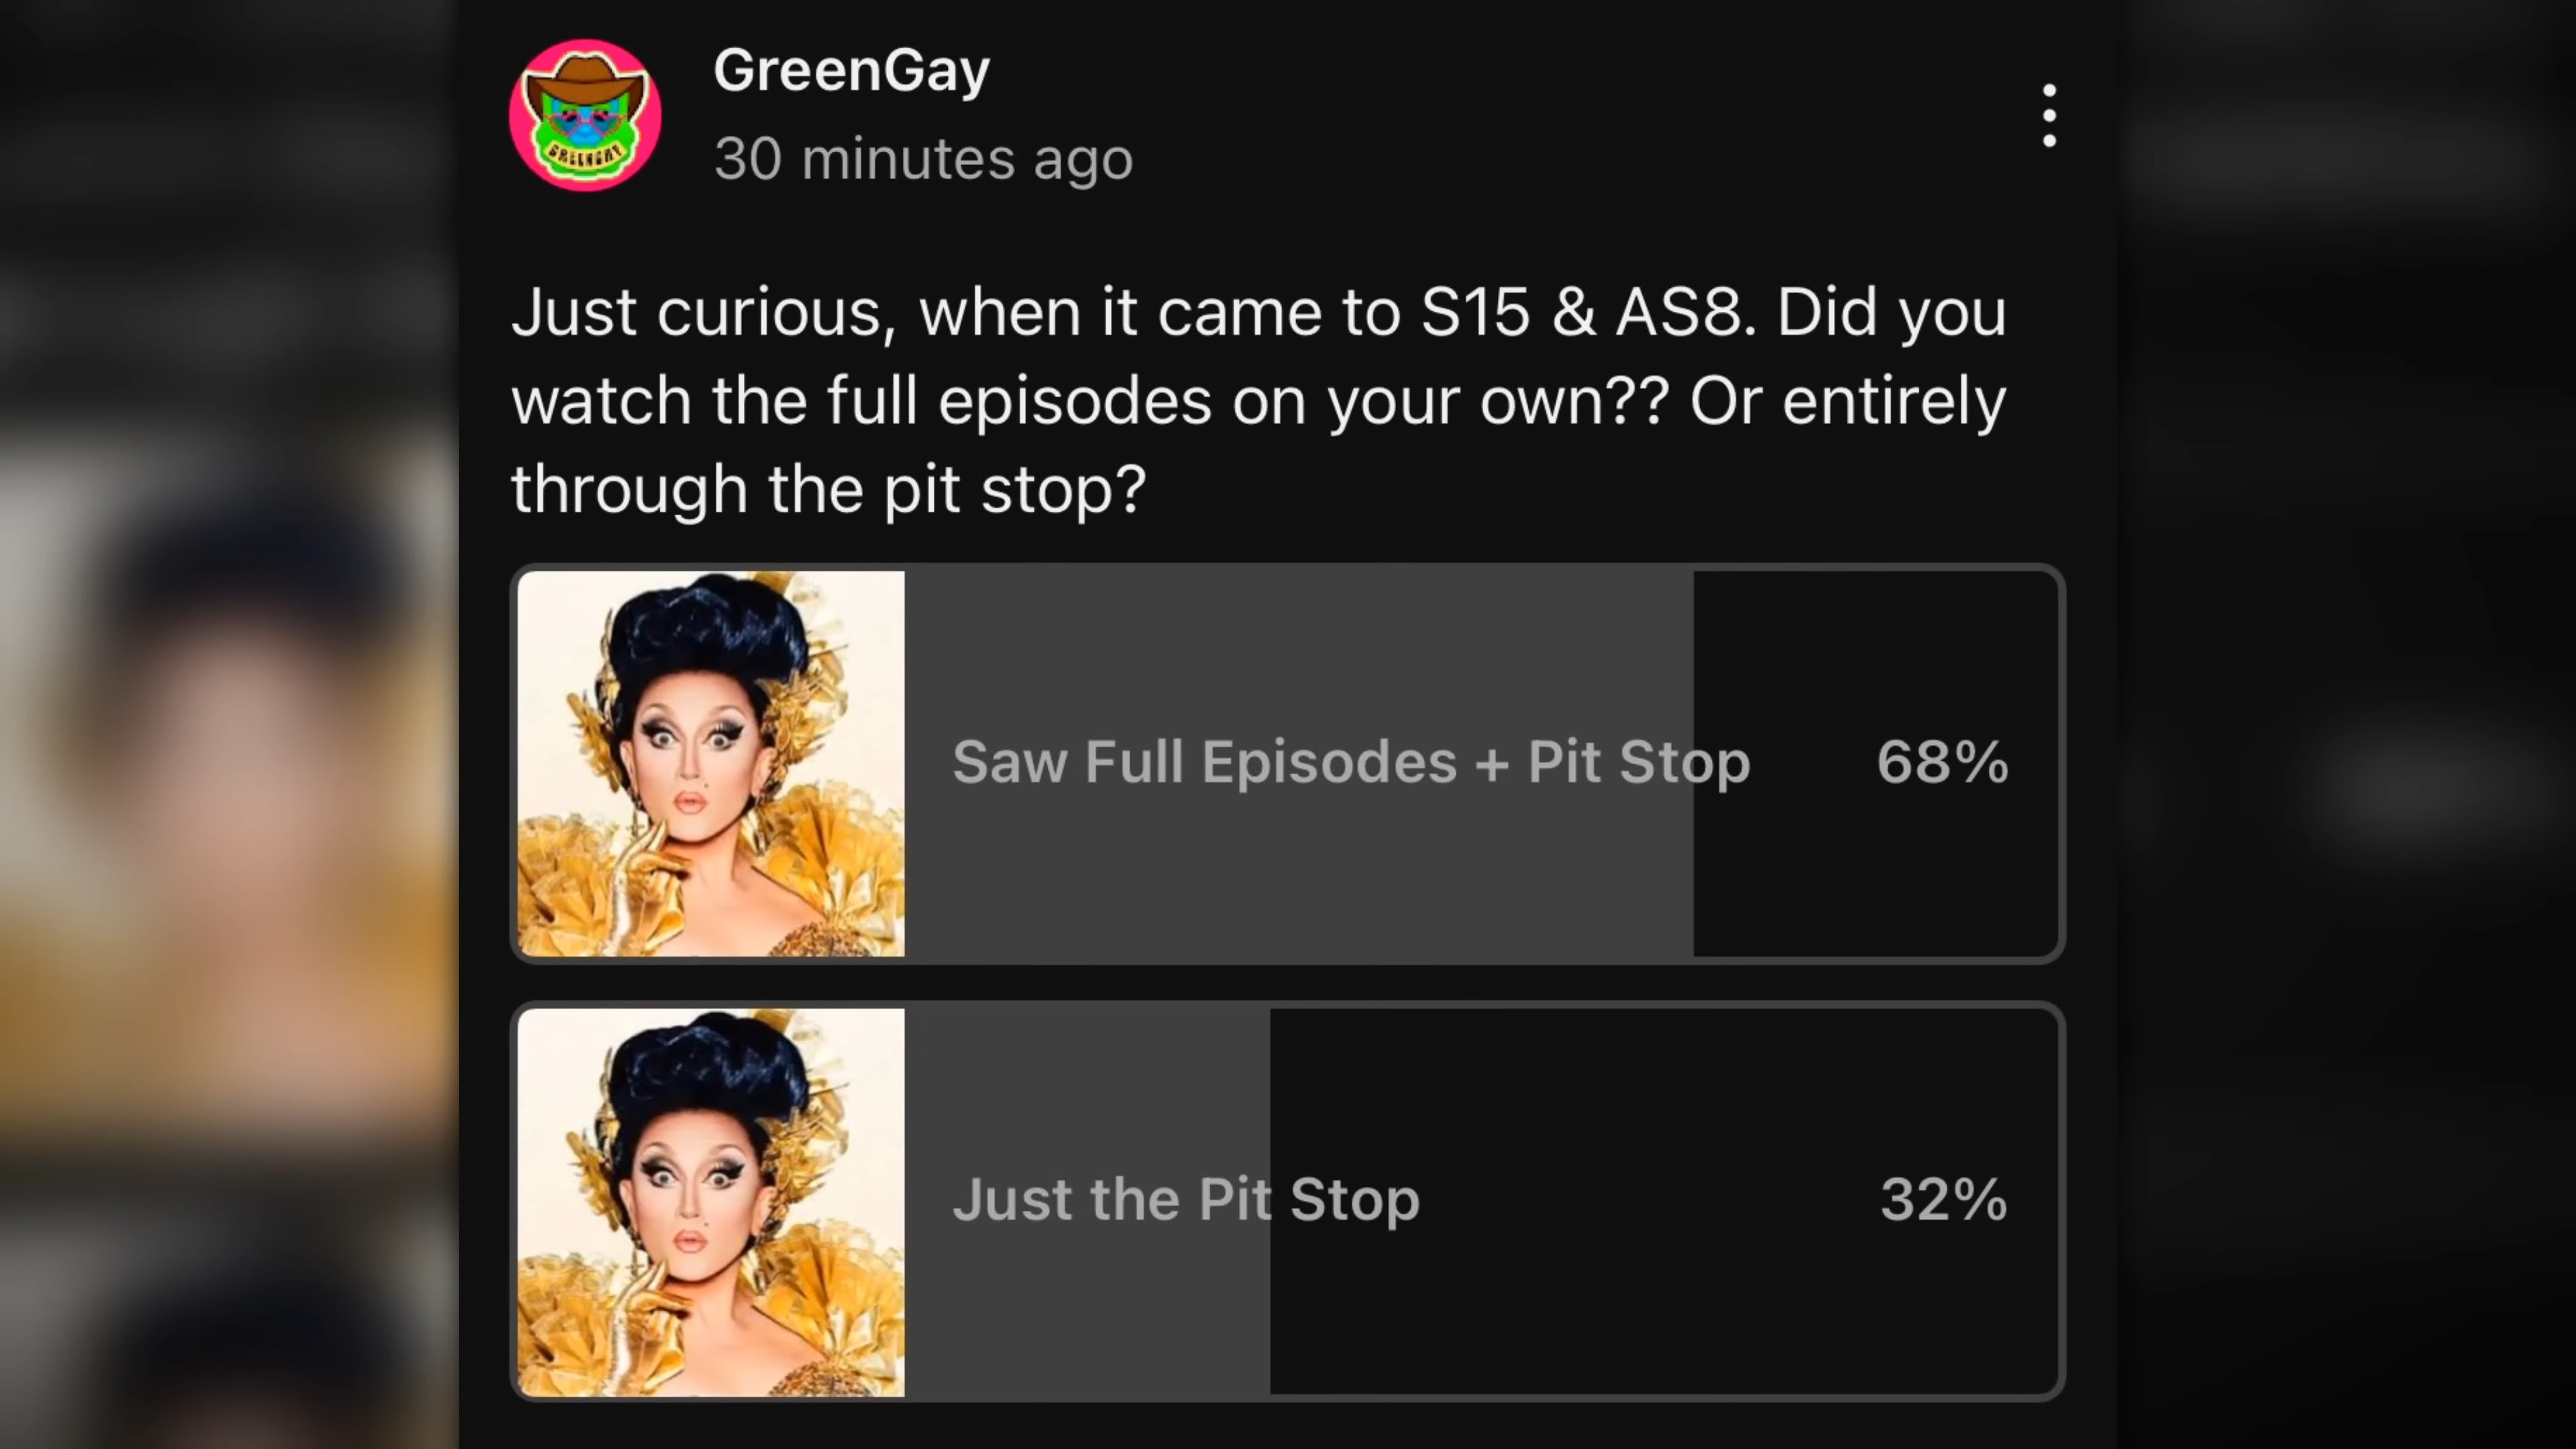 GreenGay
30 minutes ago
GREENGAY
Just curious, when it came to S15 & AS8. Did you
watch the full episodes on your own?? Or entirely
through the pit stop?
Saw Full Episodes + Pit Stop 68%
Just the Pit Stop 32%